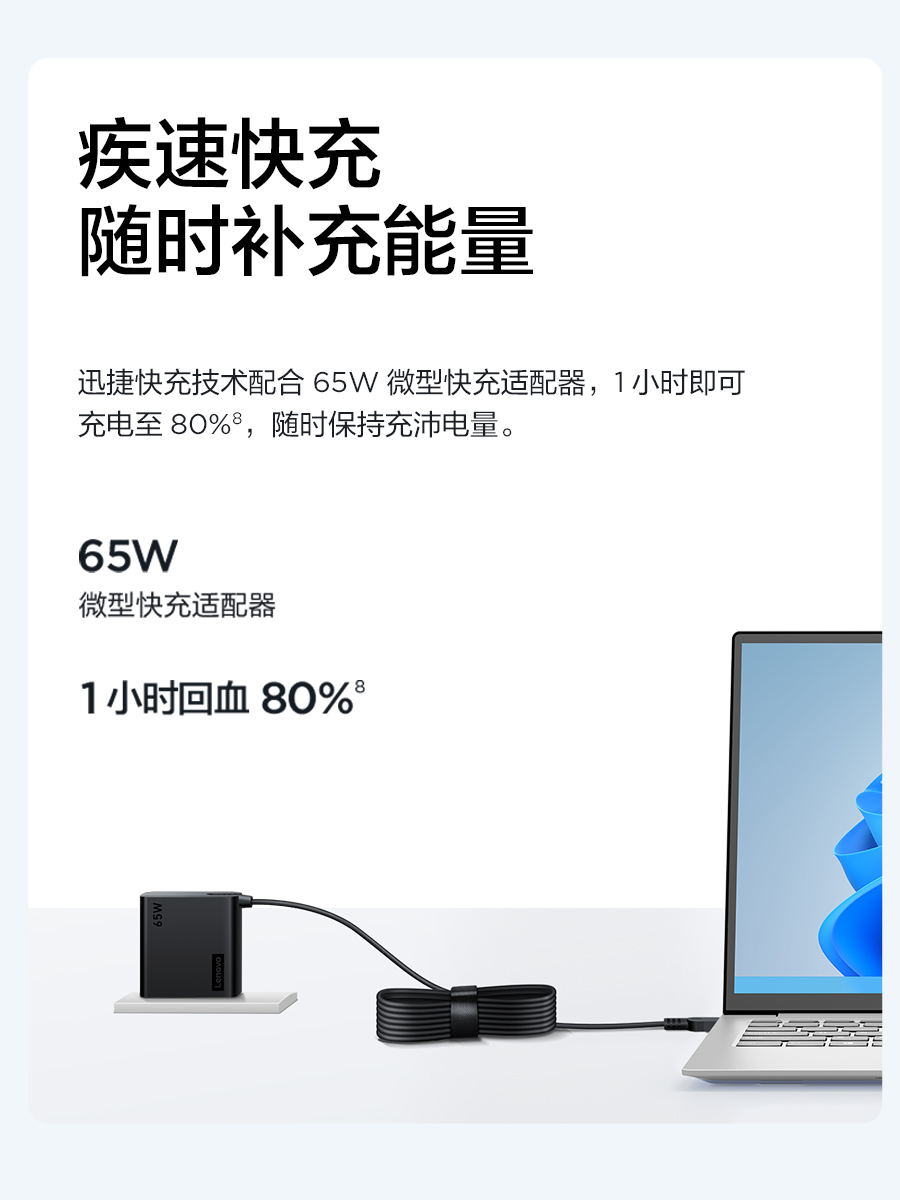 疾速快充
随时补充能量
迅捷快充技术配合 65W 微型快充适配器，1 小时即可
充电至 80%⁸，随时保持充沛电量。
65W
微型快充适配器
1 小时回血 80%⁸
65W
Lenovo